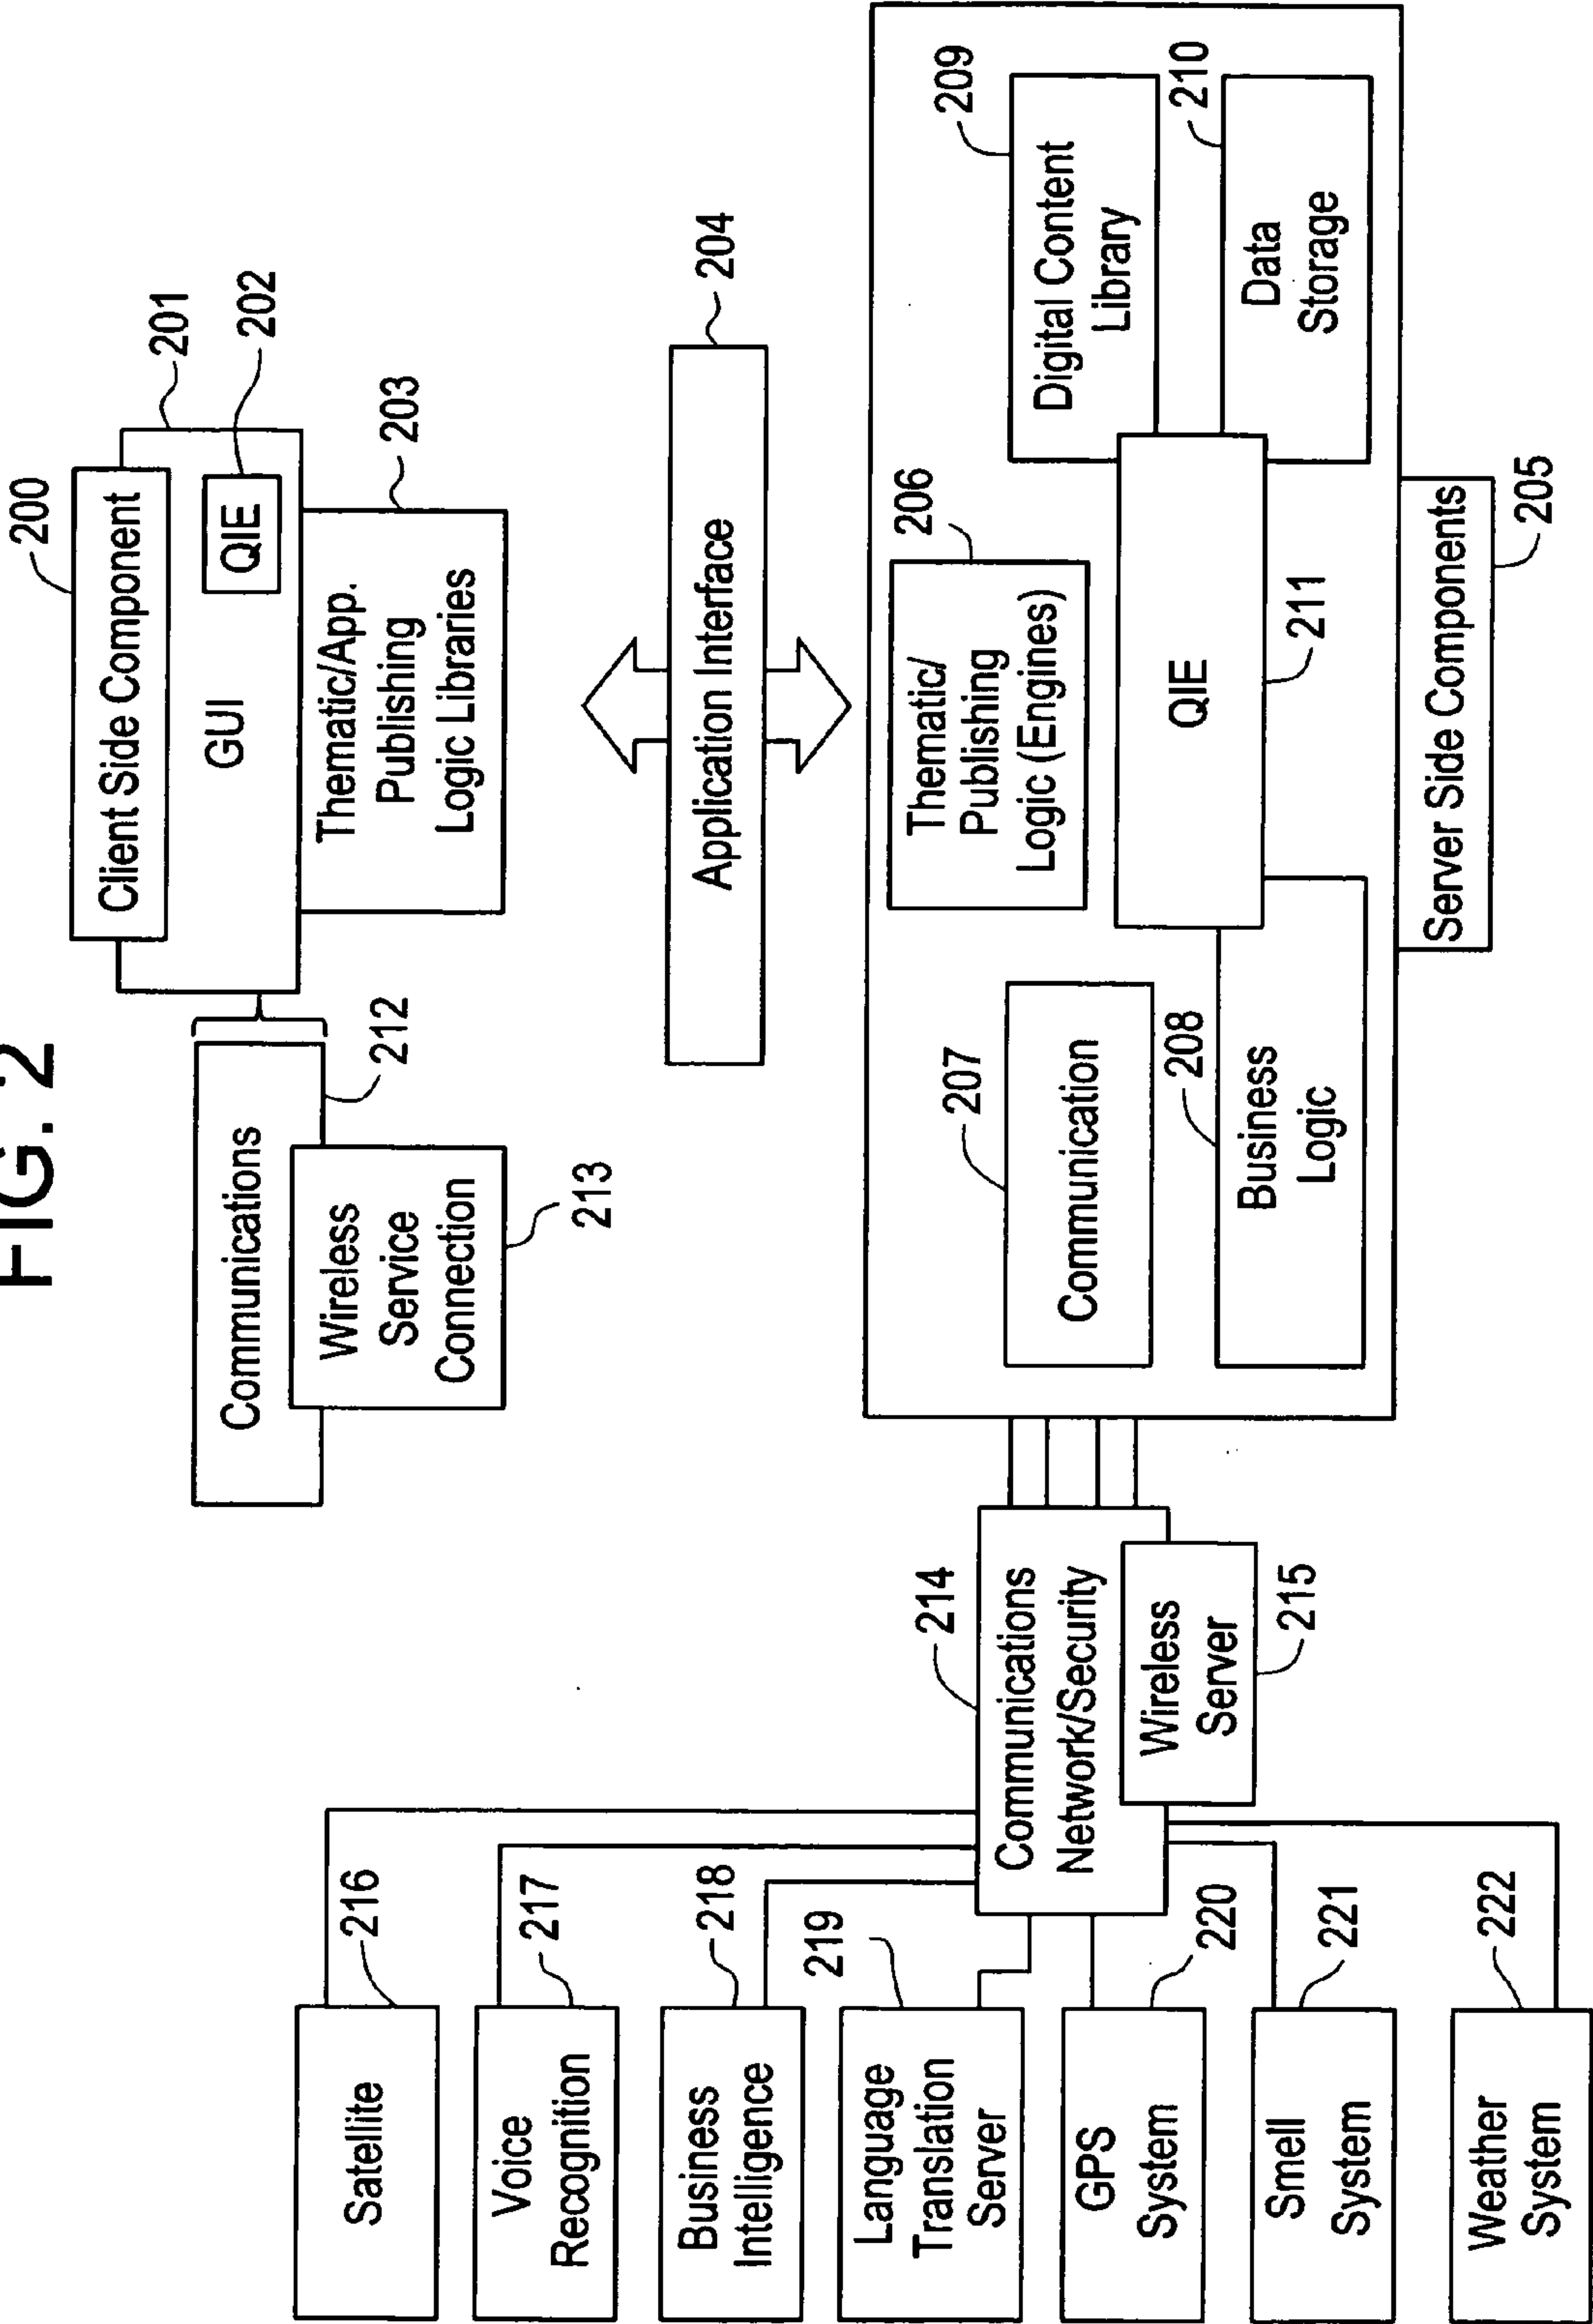 FIG. 2
200
Client Side Component
201
GUI
QIE
202
Thematic/App.
Publishing
Logic Libraries
203
Communications
212
Wireless
Service
Connection
213
Application Interface
204
Thematic/
Publishing
Logic (Engines)
206
Communication
207
Business
Logic
208
Digital Content
Library
209
Data
Storage
210
QIE
211
Server Side Components
205
Communications
Network/Security
214
Wireless
Server
215
Satellite
216
Voice
Recognition
217
Business
Intelligence
218
Language
Translation
Server
219
GPS
System
220
Smell
System
221
Weather
System
222